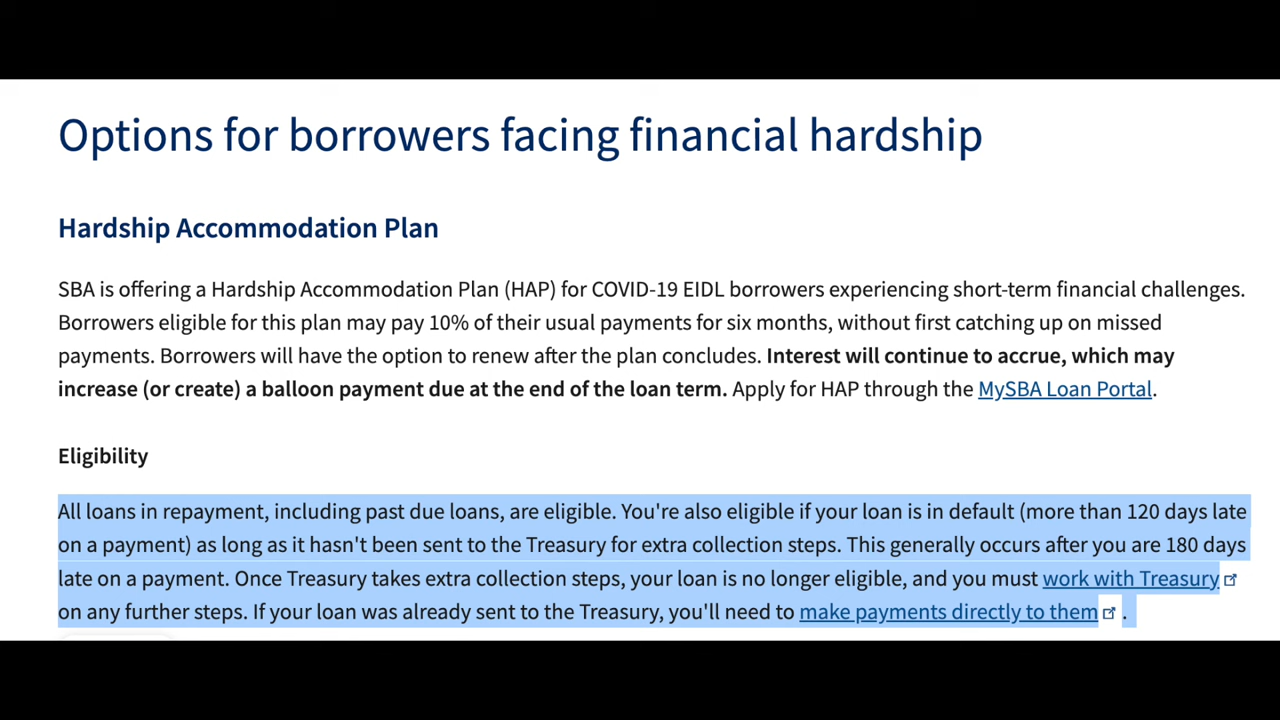 Options for borrowers facing financial hardship
Hardship Accommodation Plan
SBA is offering a Hardship Accommodation Plan (HAP) for COVID-19 EIDL borrowers experiencing short-term financial challenges.
Borrowers eligible for this plan may pay 10% of their usual payments for six months, without first catching up on missed
payments. Borrowers will have the option to renew after the plan concludes. Interest will continue to accrue, which may
increase (or create) a balloon payment due at the end of the loan term. Apply for HAP through the MySBA Loan Portal.
Eligibility
All loans in repayment, including past due loans, are eligible. You're also eligible if your loan is in default (more than 120 days late
on a payment) as long as it hasn't been sent to the Treasury for extra collection steps. This generally occurs after you are 180 days
late on a payment. Once Treasury takes extra collection steps, your loan is no longer eligible, and you must work with Treasury
on any further steps. If your loan was already sent to the Treasury, you'll need to make payments directly to them .